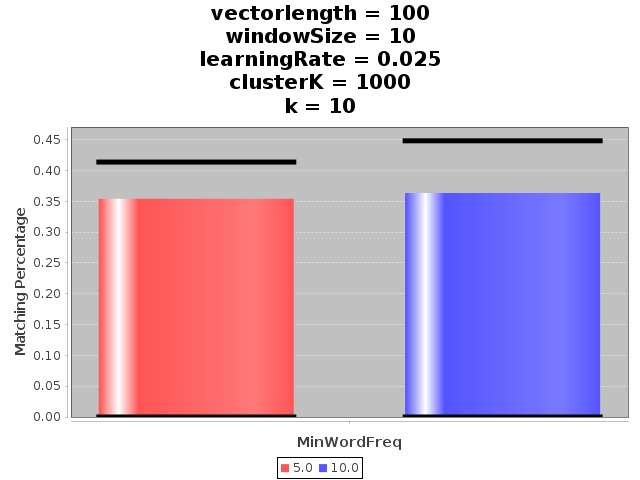 vectorlength = 100
windowSize = 10
learningRate = 0.025
clusterK = 1000
k = 10
0.45
0.40
0.35
0.30
0.25
0.20
0.15
0.10
0.05
0.00
Matching Percentage
MinWordFreq
5.0 10.0